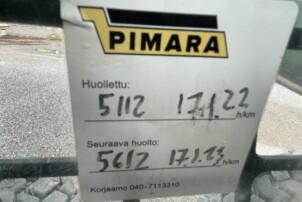 PIMARA
Huollettu:
5112 17.1.22
h/km
Seuraava huolto:
5612 17.1.23
h/km
Korjaamo 040-7113310